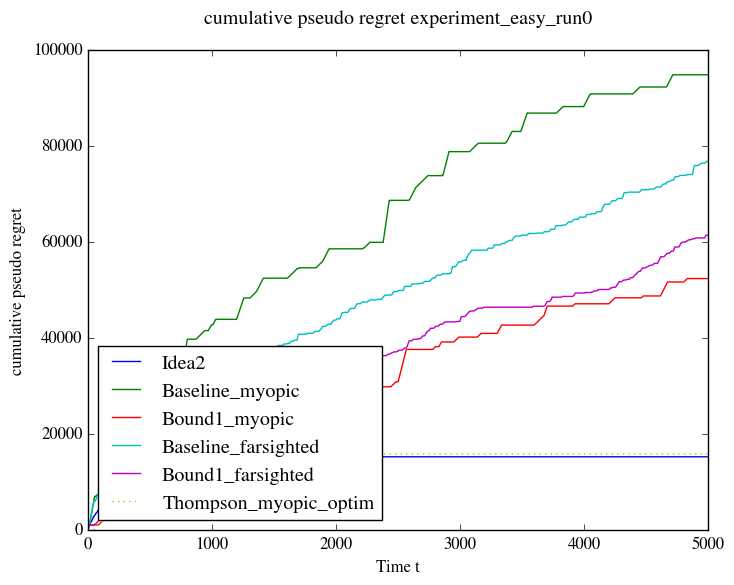 cumulative pseudo regret experiment_easy_run0
100000
80000
60000
40000
20000
0
cumulative pseudo regret
Idea2
Baseline_myopic
Bound1_myopic
Baseline_farsighted
Bound1_farsighted
Thompson_myopic_optim
0 1000 2000 3000 4000 5000
Time t